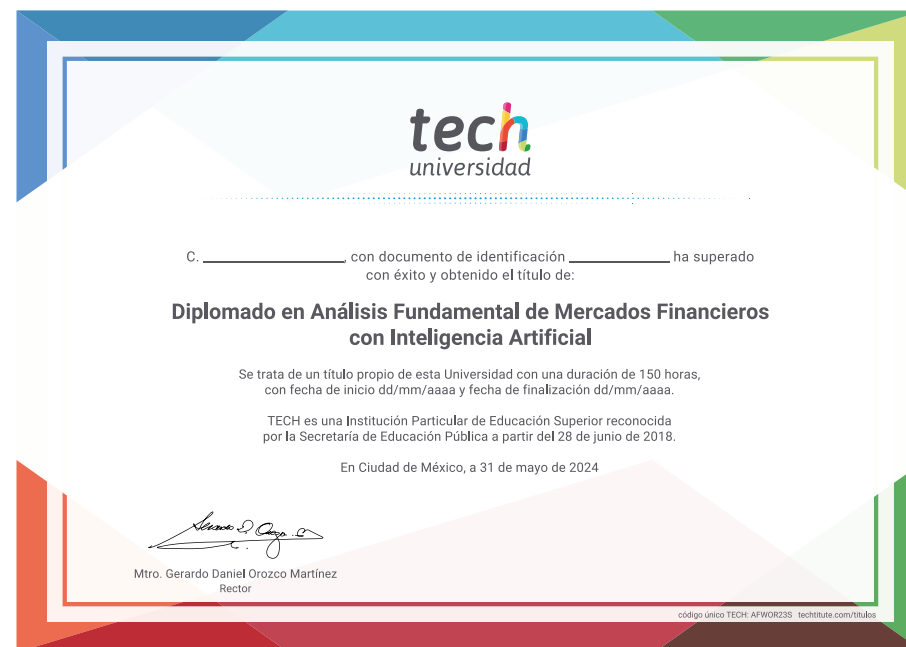 tech
universidad
C. ____________________, con documento de identificación ______________ ha superado
con éxito y obtenido el título de:
Diplomado en Análisis Fundamental de Mercados Financieros
con Inteligencia Artificial
Se trata de un título propio de esta Universidad con una duración de 150 horas,
con fecha de inicio dd/mm/aaaa y fecha de finalización dd/mm/aaaa.
TECH es una Institución Particular de Educación Superior reconocida
por la Secretaría de Educación Pública a partir del 28 de junio de 2018.
En Ciudad de México, a 31 de mayo de 2024
Mtro. Gerardo Daniel Orozco Martínez
Rector
código único TECH: AFWOR23S techtitute.com/titulos